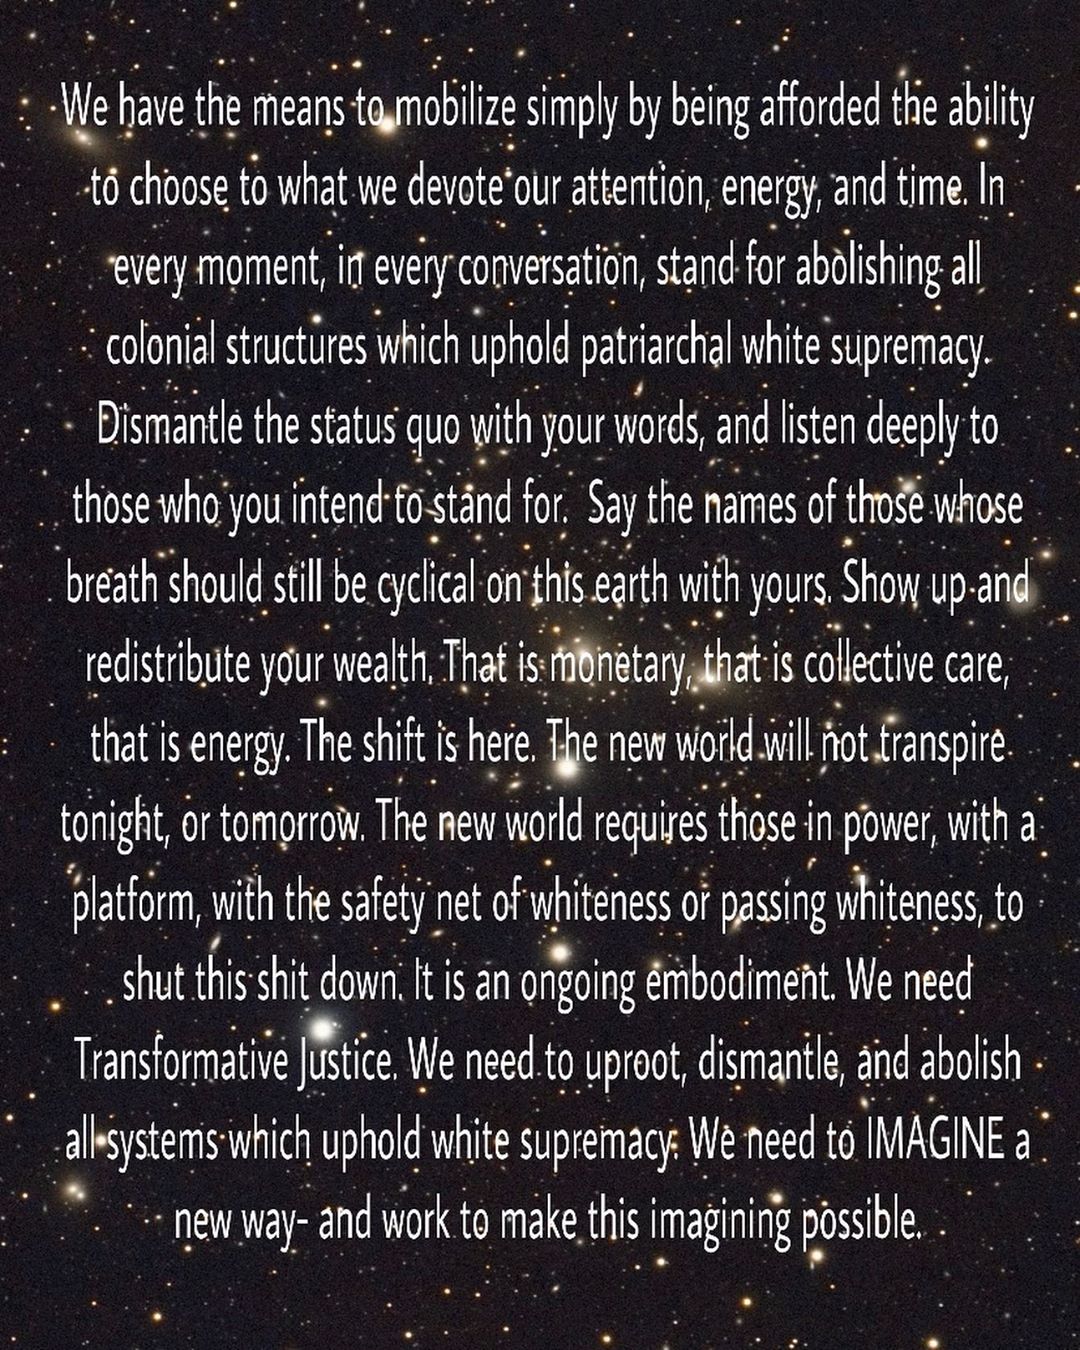 We have the means to mobilize simply by being afforded the ability
to choose to what we devote our attention, energy, and time. In
every moment, in every conversation, stand for abolishing all
colonial structures which uphold patriarchal white supremacy.
Dismantle the status quo with your words, and listen deeply to
those who you intend to stand for.  Say the names of those whose
breath should still be cyclical on this earth with yours. Show up and
redistribute your wealth. That is monetary, that is collective care,
that is energy. The shift is here. The new world will not transpire
tonight, or tomorrow. The new world requires those in power, with a
platform, with the safety net of whiteness or passing whiteness, to
shut this shit down. It is an ongoing embodiment. We need
Transformative Justice. We need to uproot, dismantle, and abolish
all systems which uphold white supremacy. We need to IMAGINE a
new way- and work to make this imagining possible.